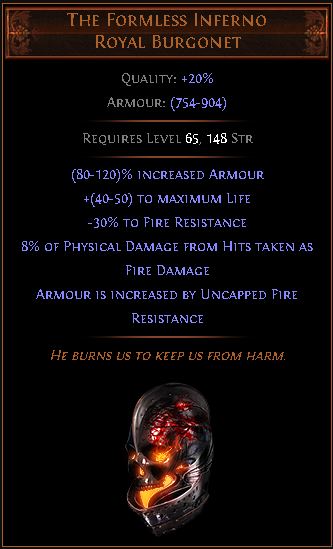 The Formless Inferno
Royal Burgonet
Quality: +20%
Armour: (754-904)
Requires Level 65, 148 Str
(80-120)% increased Armour
+(40-50) to maximum Life
-30% to Fire Resistance
8% of Physical Damage from Hits taken as
Fire Damage
Armour is increased by Uncapped Fire
Resistance
He burns us to keep us from harm.